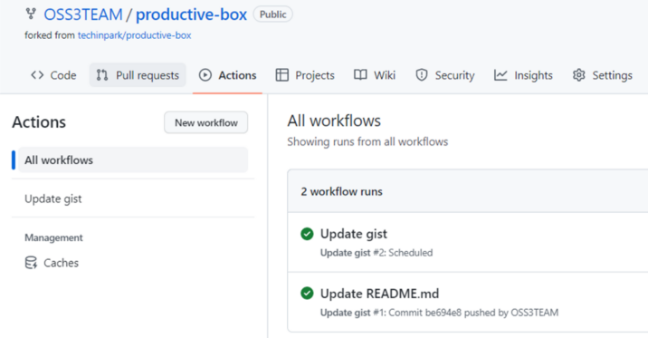 OSS3TEAM / productive-box Public
forked from techinpark/productive-box
Code Pull requests Actions Projects Wiki Security Insights Settings
Actions New workflow
All workflows
Update gist
Management
Caches
All workflows
Showing runs from all workflows
2 workflow runs
Update gist
Update gist #2: Scheduled
Update README.md
Update gist #1: Commit be694e8 pushed by OSS3TEAM